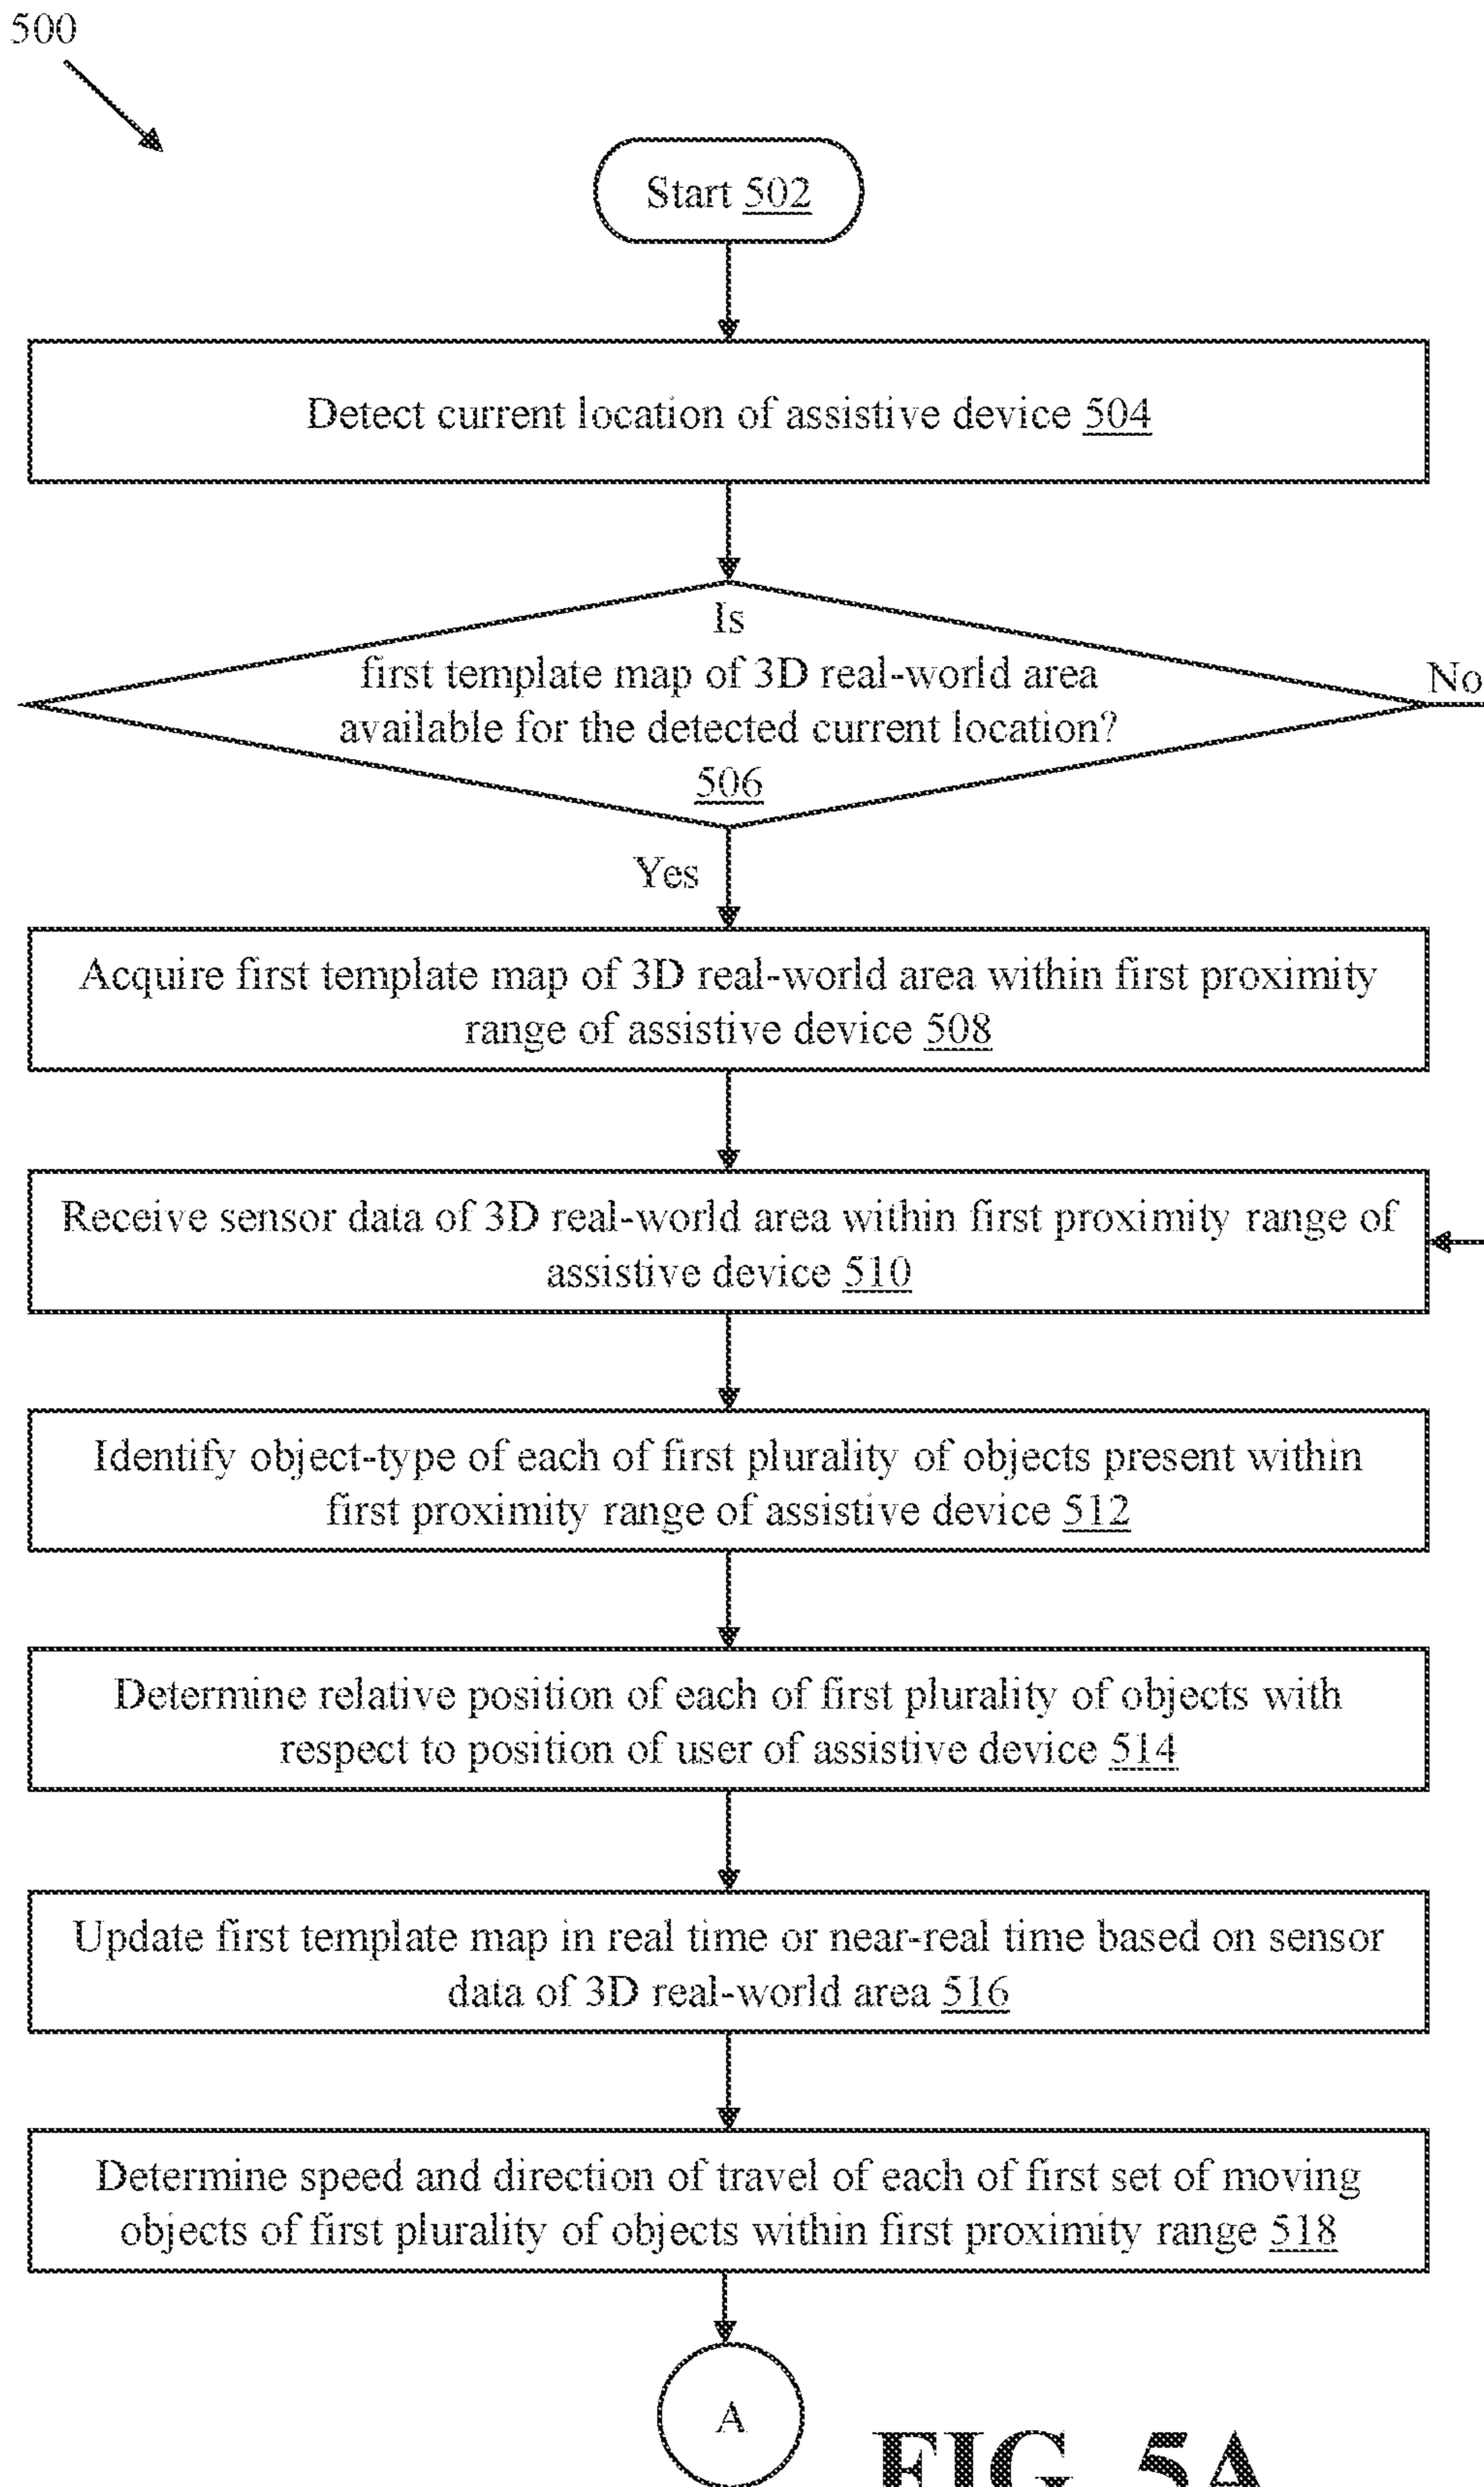 500
Start 502
Detect current location of assistive device 504
Is
first template map of 3D real-world area
available for the detected current location?
506
No
Yes
Acquire first template map of 3D real-world area within first proximity
range of assistive device 508
Receive sensor data of 3D real-world area within first proximity range of
assistive device 510
Identify object-type of each of first plurality of objects present within
first proximity range of assistive device 512
Determine relative position of each of first plurality of objects with
respect to position of user of assistive device 514
Update first template map in real time or near-real time based on sensor
data of 3D real-world area 516
Determine speed and direction of travel of each of first set of moving
objects of first plurality of objects within first proximity range 518
A
FIG. 5A